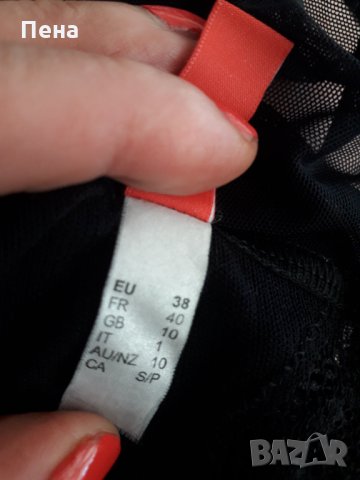 Пена
EU 38
FR 40
GB 10
IT 1
AU/NZ 10
CA S/P
BAZAR